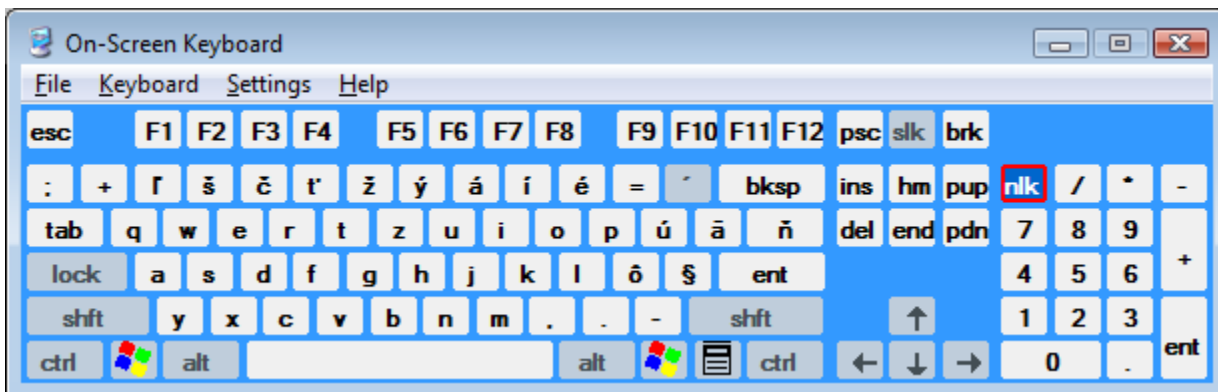 On-Screen Keyboard
File Keyboard Settings Help
esc F1 F2 F3 F4 F5 F6 F7 F8 F9 F10 F11 F12 psc slk brk
; + ľ š č ť ž ý á í é = ´ bksp ins hm pup nlk / * -
tab q w e r t z u i o p ú ā ň del end pdn 7 8 9 +
lock a s d f g h j k l ô § ent 4 5 6
shft y x c v b n m , . - shft ↑ 1 2 3 ent
ctrl alt alt ctrl ← ↓ → 0 .